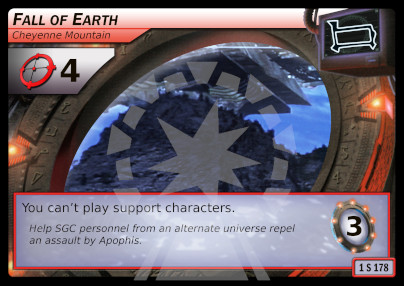 FALL OF EARTH
Cheyenne Mountain
4
You can't play support characters.
Help SGC personnel from an alternate universe repel
an assault by Apophis.
3
1 S 178